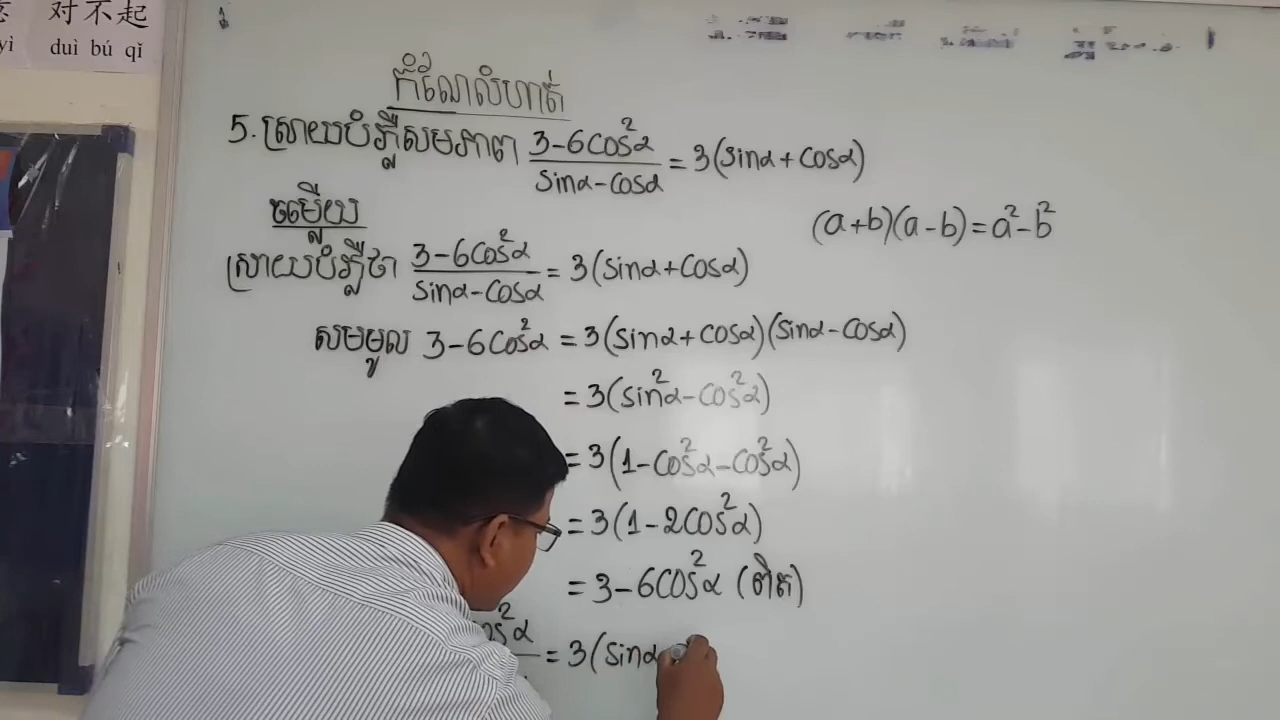 对不起
yì duì bú qǐ
កំណែលំហាត់
5. ស្រាយបំភ្លឺសមភាព (3-6cos²α)/(sinα-cosα) = 3(sinα+cosα)
ចម្លើយ
(a+b)(a-b)=a²-b²
ស្រាយបំភ្លឺថា (3-6cos²α)/(sinα-cosα) = 3(sinα+cosα)
សមមូល 3-6cos²α = 3(sinα+cosα)(sinα-cosα)
= 3(sin²α-cos²α)
= 3(1-cos²α-cos²α)
= 3(1-2cos²α)
= 3-6cos²α (ពិត)
cos²α = 3(sinα